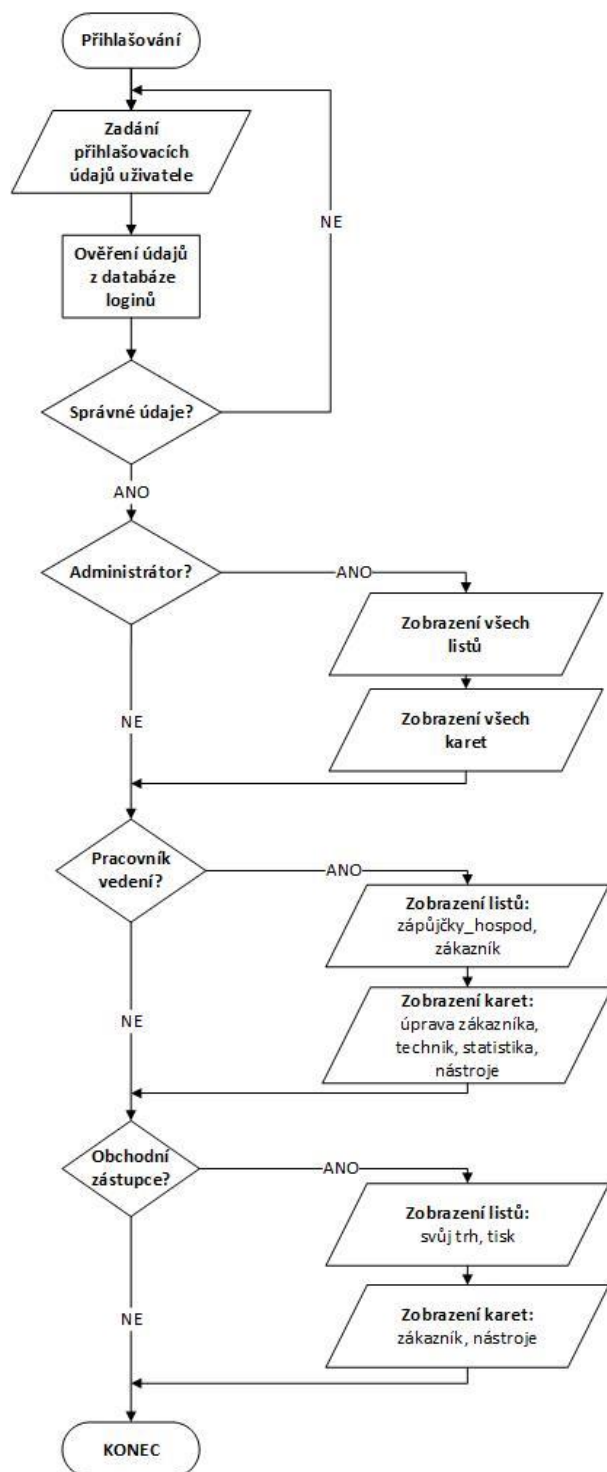 Přihlašování
Zadání
přihlašovacích
údajů uživatele
NE
Ověření údajů
z databáze
loginů
Správné údaje?
ANO
Administrátor?
ANO
Zobrazení všech
listů
Zobrazení všech
karet
NE
Pracovník
vedení?
ANO
Zobrazení listů:
zápůjčky_hospod,
zákazník
Zobrazení karet:
úprava zákazníka,
technik, statistika,
nástroje
NE
Obchodní
zástupce?
ANO
Zobrazení listů:
svůj trh, tisk
Zobrazení karet:
zákazník, nástroje
NE
KONEC